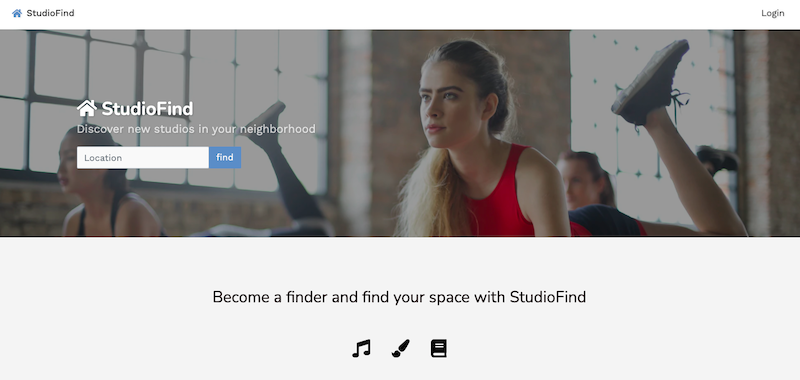 StudioFind
Login
StudioFind
Discover new studios in your neighborhood
Location
find
Become a finder and find your space with StudioFind